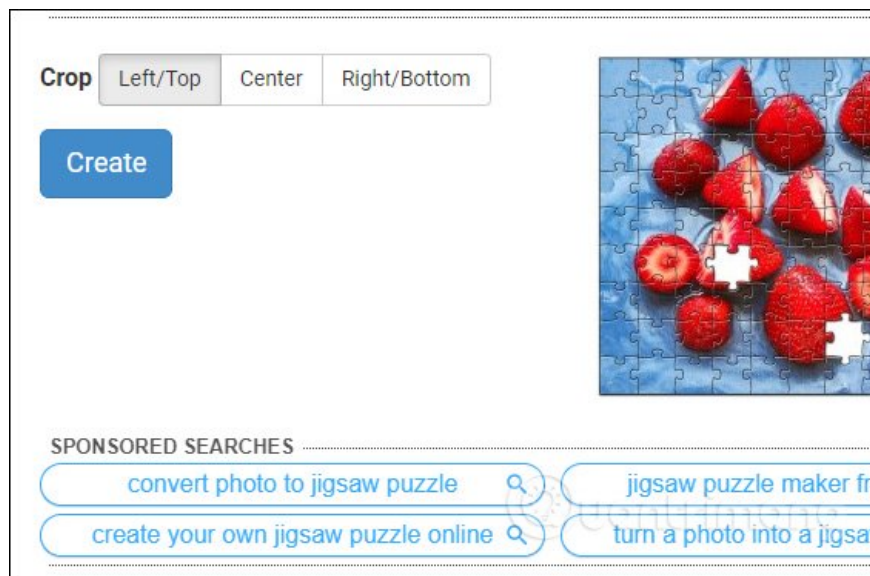 Crop Left/Top Center Right/Bottom
Create
SPONSORED SEARCHES
convert photo to jigsaw puzzle
jigsaw puzzle maker fr
create your own jigsaw puzzle online
turn a photo into a jigsa
uantrimang